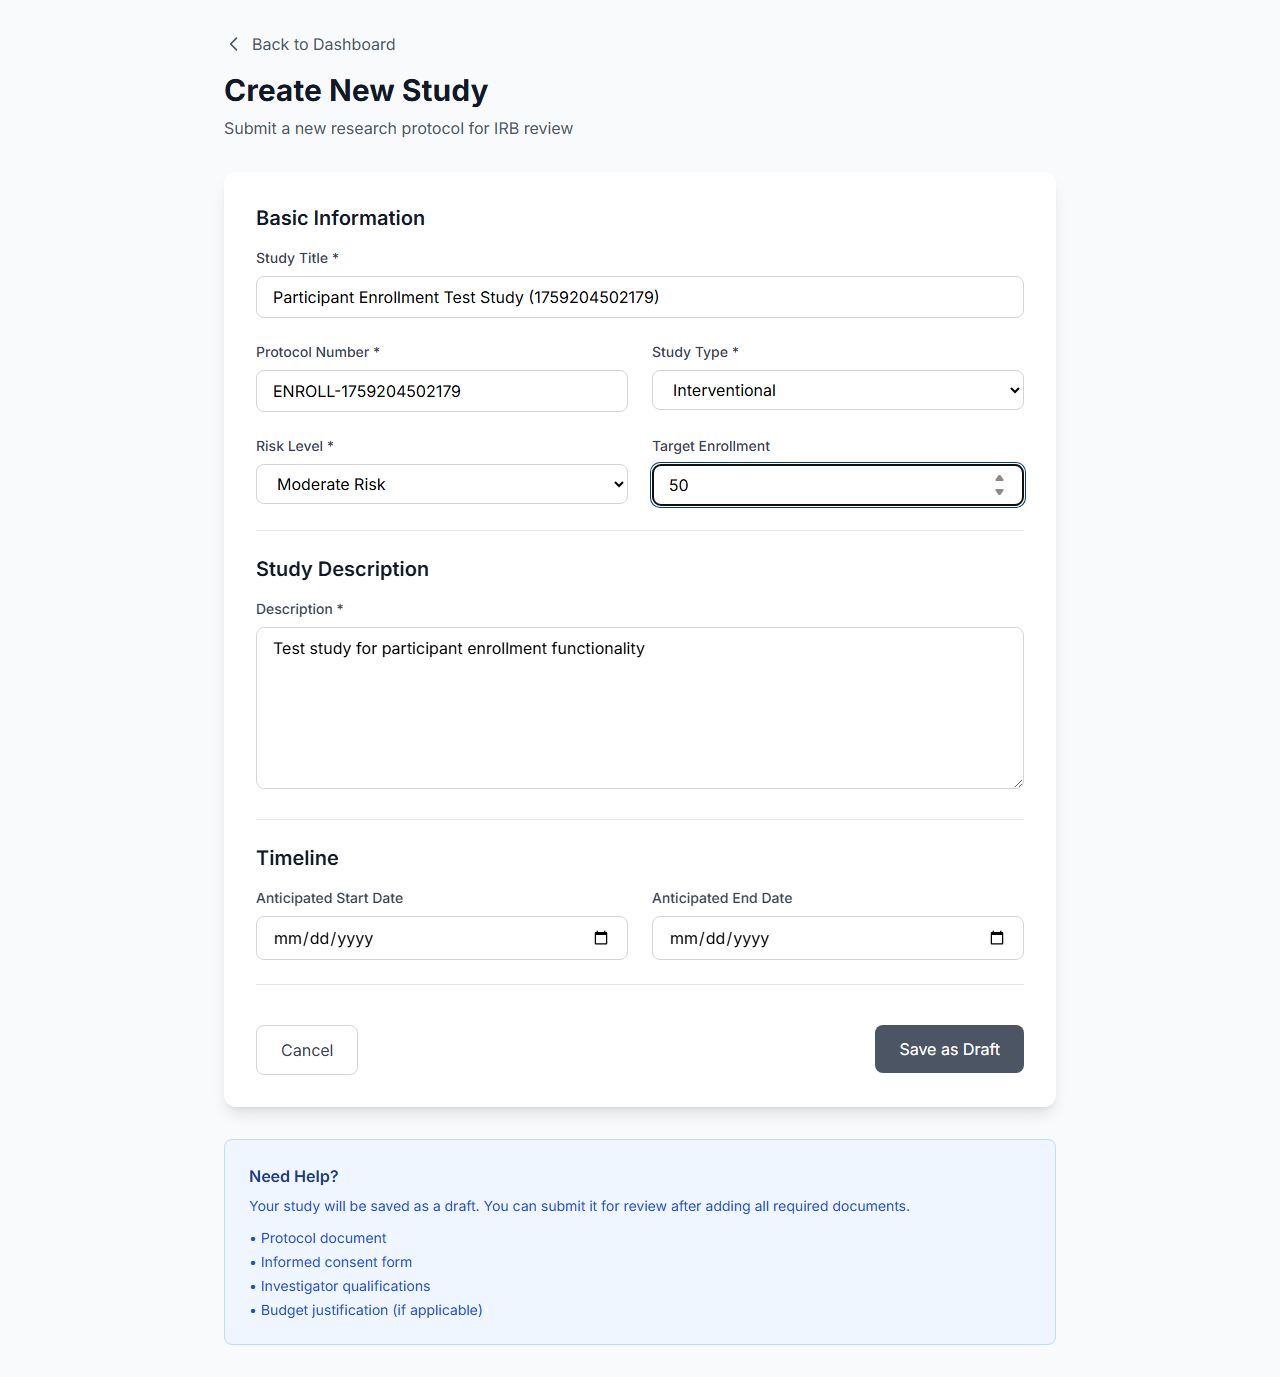 Back to Dashboard
Create New Study
Submit a new research protocol for IRB review
Basic Information
Study Title *
Participant Enrollment Test Study (1759204502179)
Protocol Number *
Study Type *
ENROLL-1759204502179
Interventional
Risk Level *
Target Enrollment
Moderate Risk
50
Study Description
Description *
Test study for participant enrollment functionality
Timeline
Anticipated Start Date
Anticipated End Date
mm/dd/yyyy
mm/dd/yyyy
Cancel
Save as Draft
Need Help?
Your study will be saved as a draft. You can submit it for review after adding all required documents.
• Protocol document
• Informed consent form
• Investigator qualifications
• Budget justification (if applicable)